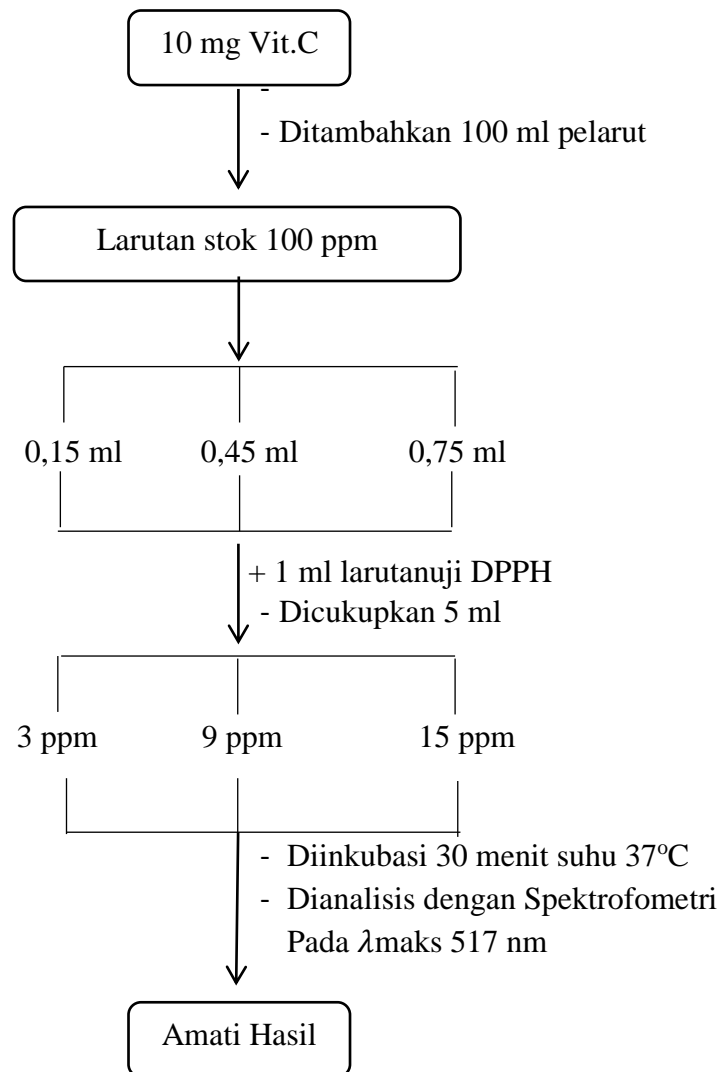 10 mg Vit.C
-
- Ditambahkan 100 ml pelarut
Larutan stok 100 ppm
0,15 ml 0,45 ml 0,75 ml
+ 1 ml larutanuji DPPH
- Dicukupkan 5 ml
3 ppm 9 ppm 15 ppm
- Diinkubasi 30 menit suhu 37ºC
- Dianalisis dengan Spektrofometri
Pada λmaks 517 nm
Amati Hasil